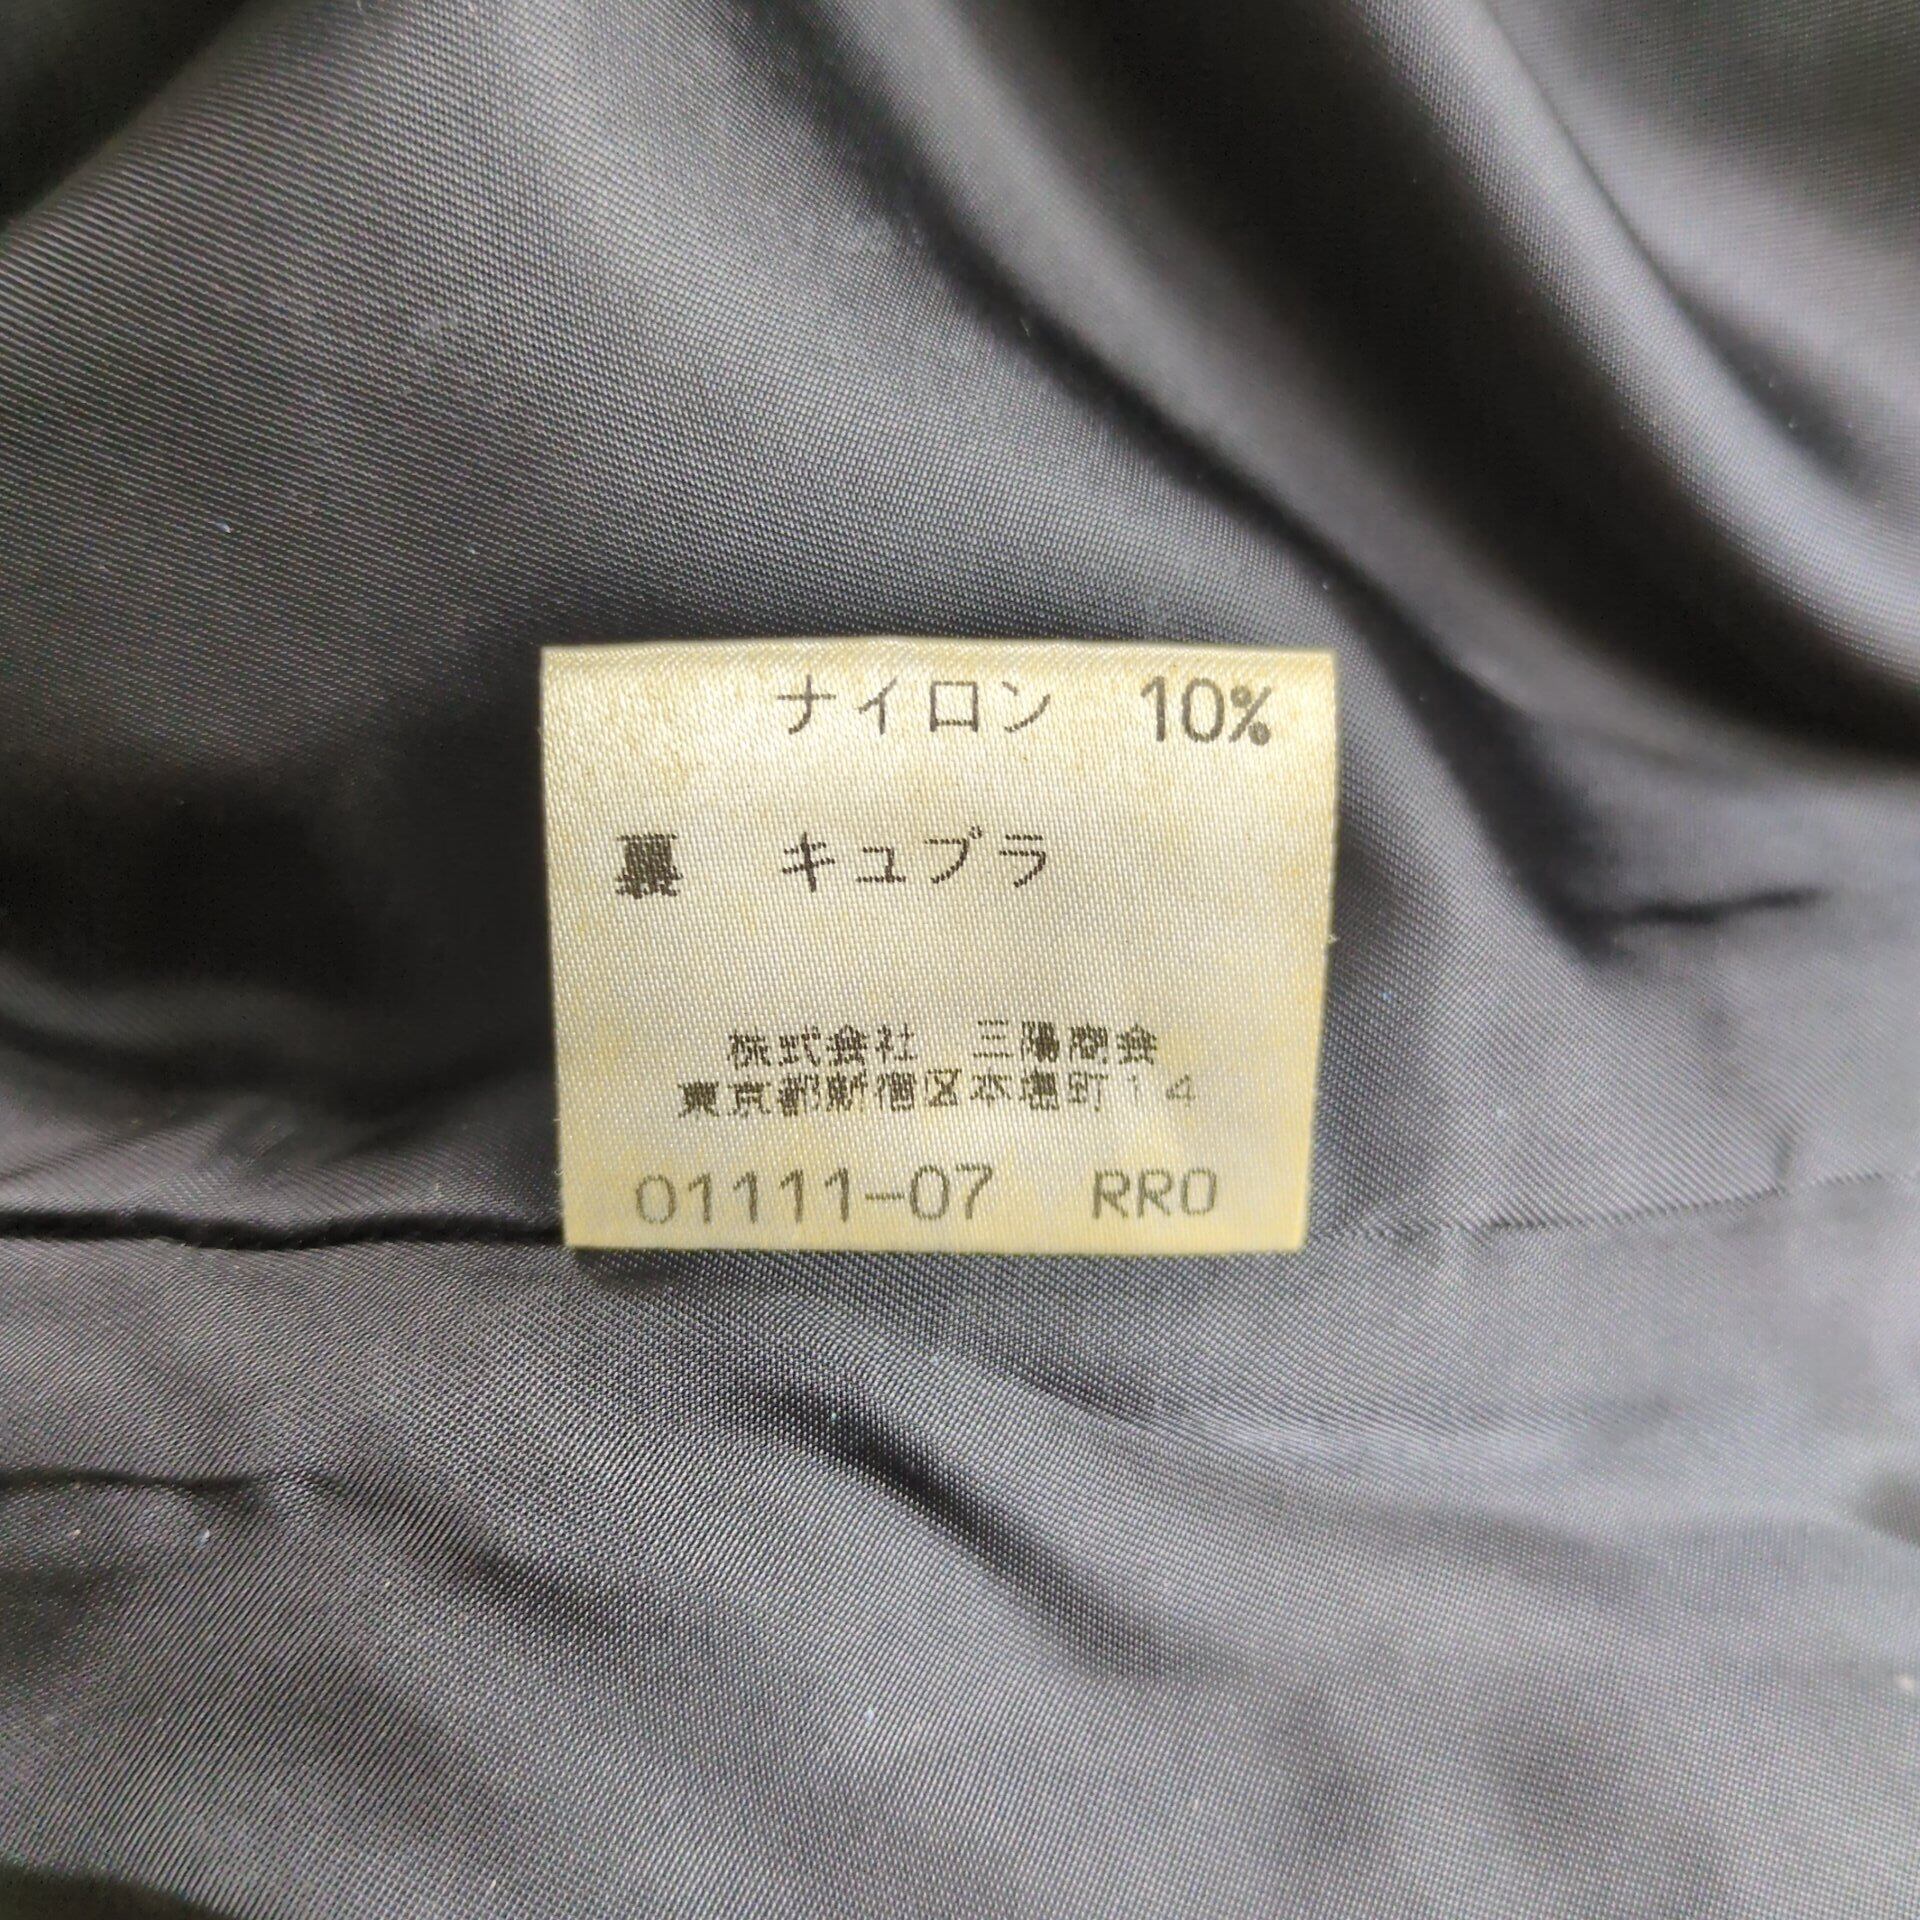 ナイロン 10%
裏 キュプラ
株式会社 三陽商会
東京都新宿区本塩町14
01111-07 RRO